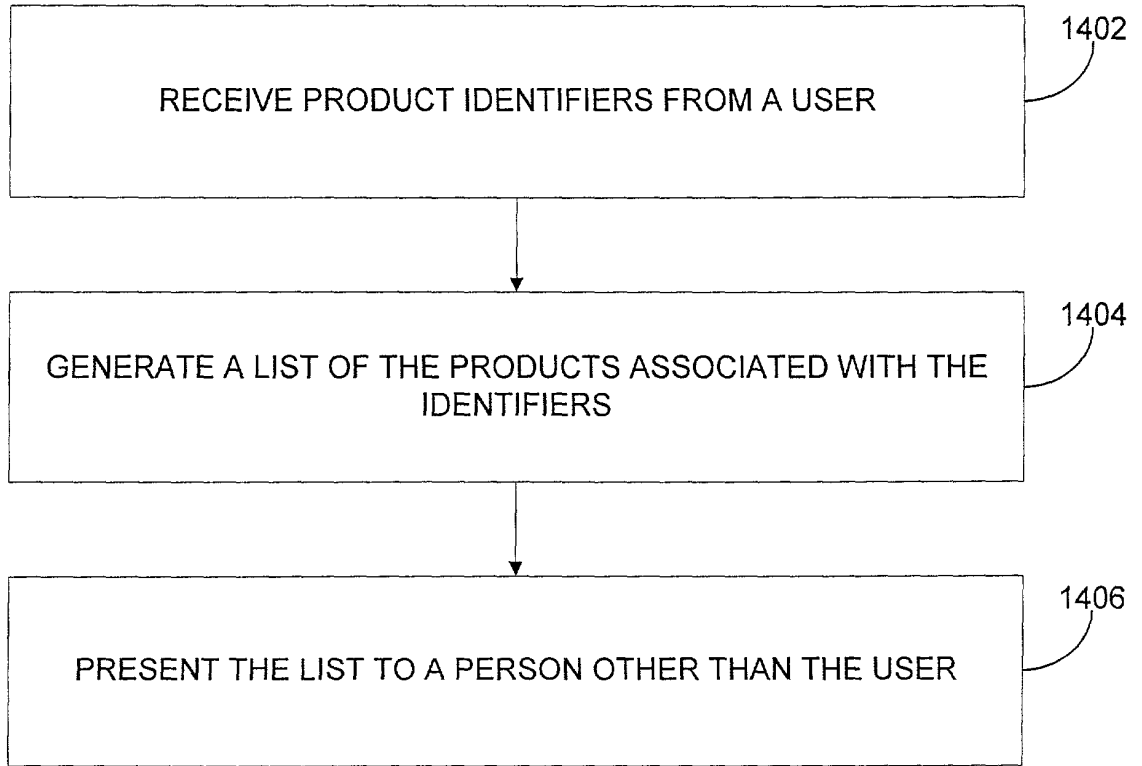 1402
RECEIVE PRODUCT IDENTIFIERS FROM A USER
1404
GENERATE A LIST OF THE PRODUCTS ASSOCIATED WITH THE
IDENTIFIERS
1406
PRESENT THE LIST TO A PERSON OTHER THAN THE USER